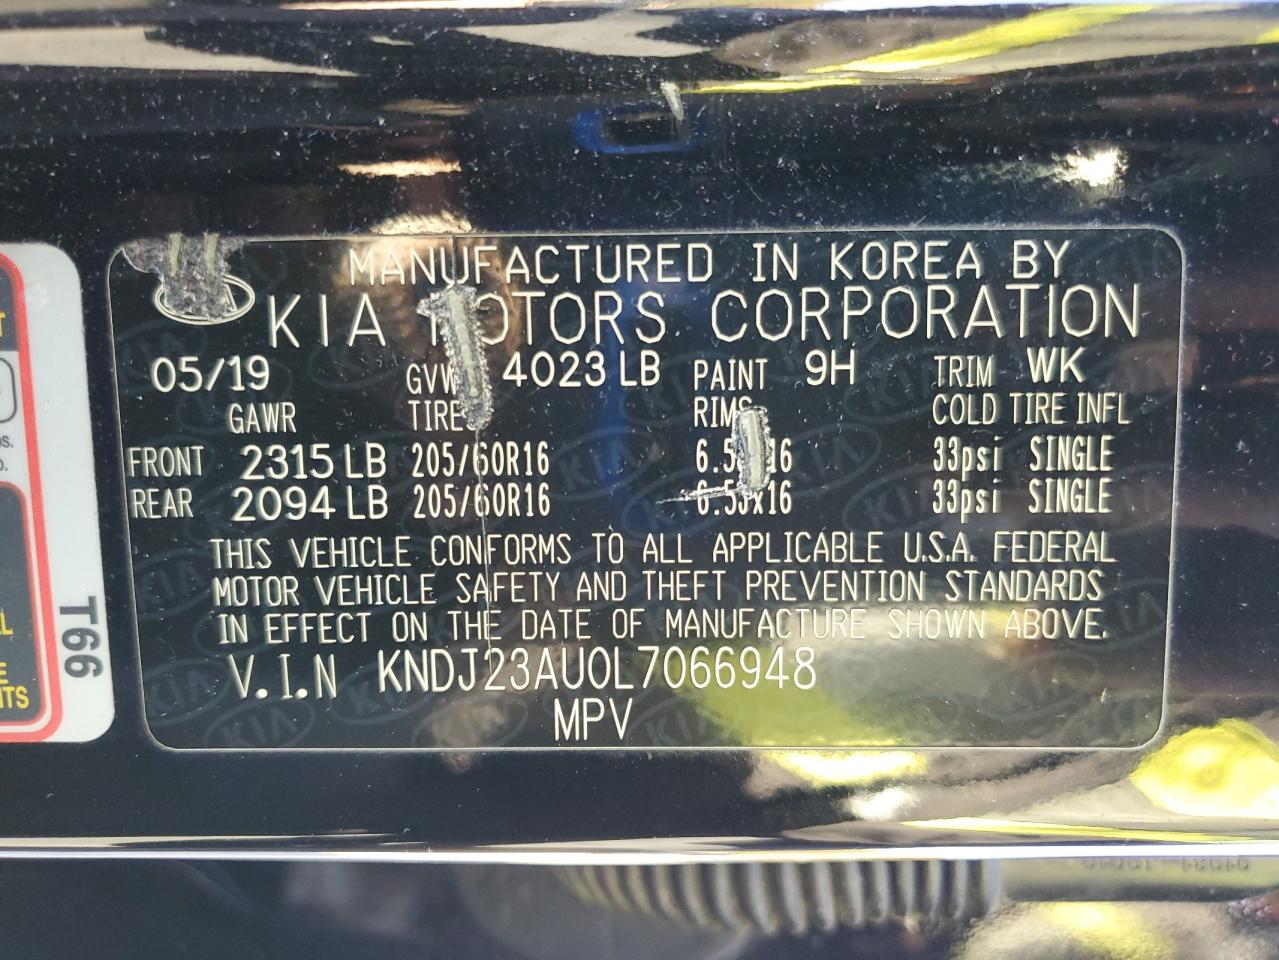 MANUFACTURED IN KOREA BY
KIA MOTORS CORPORATION
05/19 GVW 4023 LB PAINT 9H TRIM WK
GAWR TIRE RIMS COLD TIRE INFL
FRONT 2315 LB 205/60R16 33psi SINGLE
REAR 2094 LB 205/60R16 6.5Jx16 33psi SINGLE
THIS VEHICLE CONFORMS TO ALL APPLICABLE U.S.A. FEDERAL
MOTOR VEHICLE SAFETY AND THEFT PREVENTION STANDARDS
IN EFFECT ON THE DATE OF MANUFACTURE SHOWN ABOVE.
V.I.N KNDJ23AU0L7066948
MPV
T66